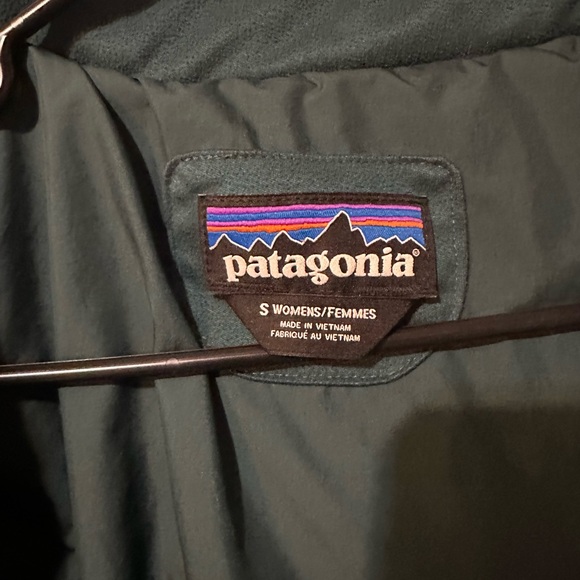 patagonia®
S WOMENS/FEMMES
MADE IN VIETNAM
FABRIQUÉ AU VIETNAM